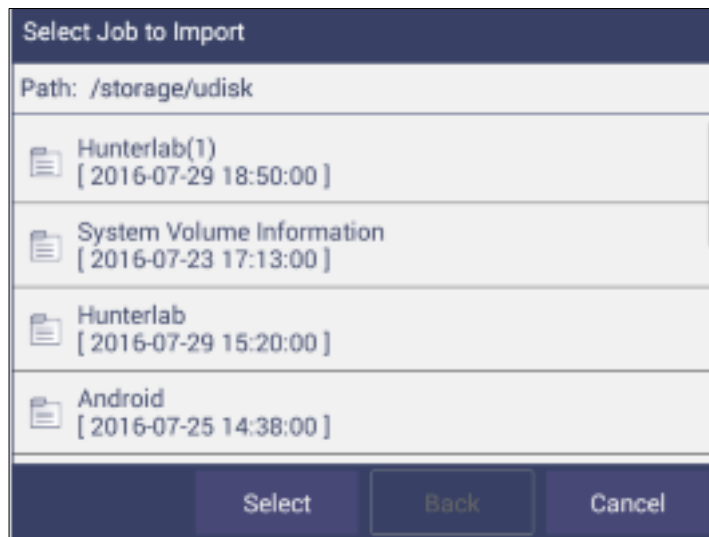 Select Job to Import
Path: /storage/udisk
Hunterlab(1)
[ 2016-07-29 18:50:00 ]
System Volume Information
[ 2016-07-23 17:13:00 ]
Hunterlab
[ 2016-07-29 15:20:00 ]
Android
[ 2016-07-25 14:38:00 ]
Select Back Cancel